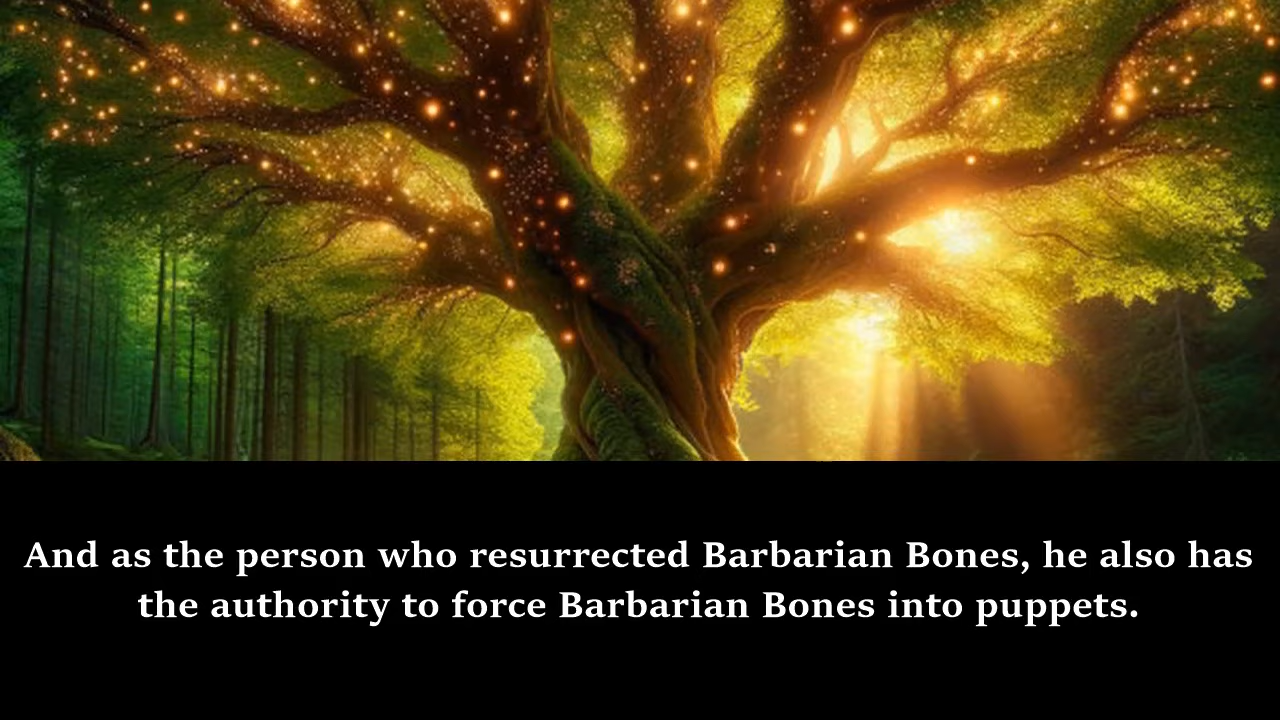 And as the person who resurrected Barbarian Bones, he also has
the authority to force Barbarian Bones into puppets.